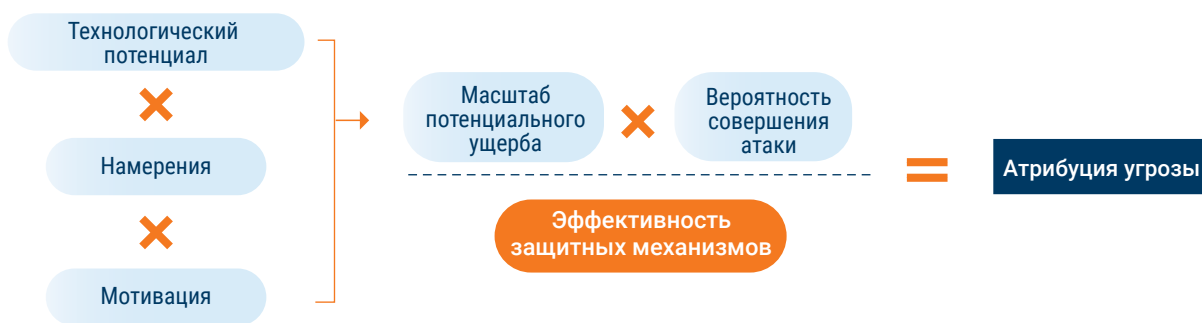 Технологический
потенциал
Намерения
Мотивация
Масштаб
потенциального
ущерба
Вероятность
совершения
атаки
Эффективность
защитных механизмов
Атрибуция угрозы